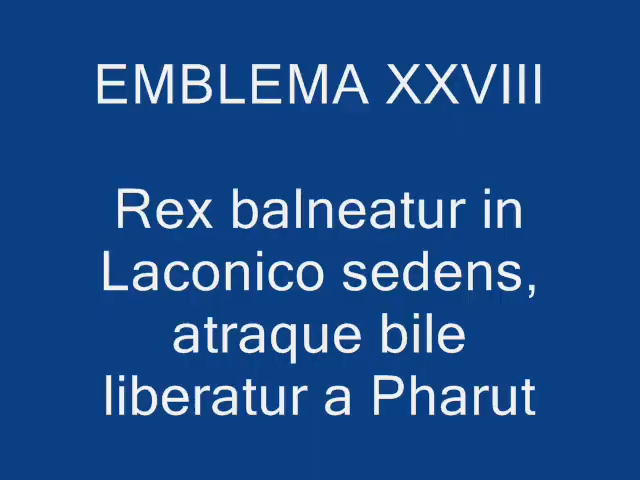 EMBLEMA XXVIII
Rex balneatur in
Laconico sedens,
atraque bile
liberatur a Pharut